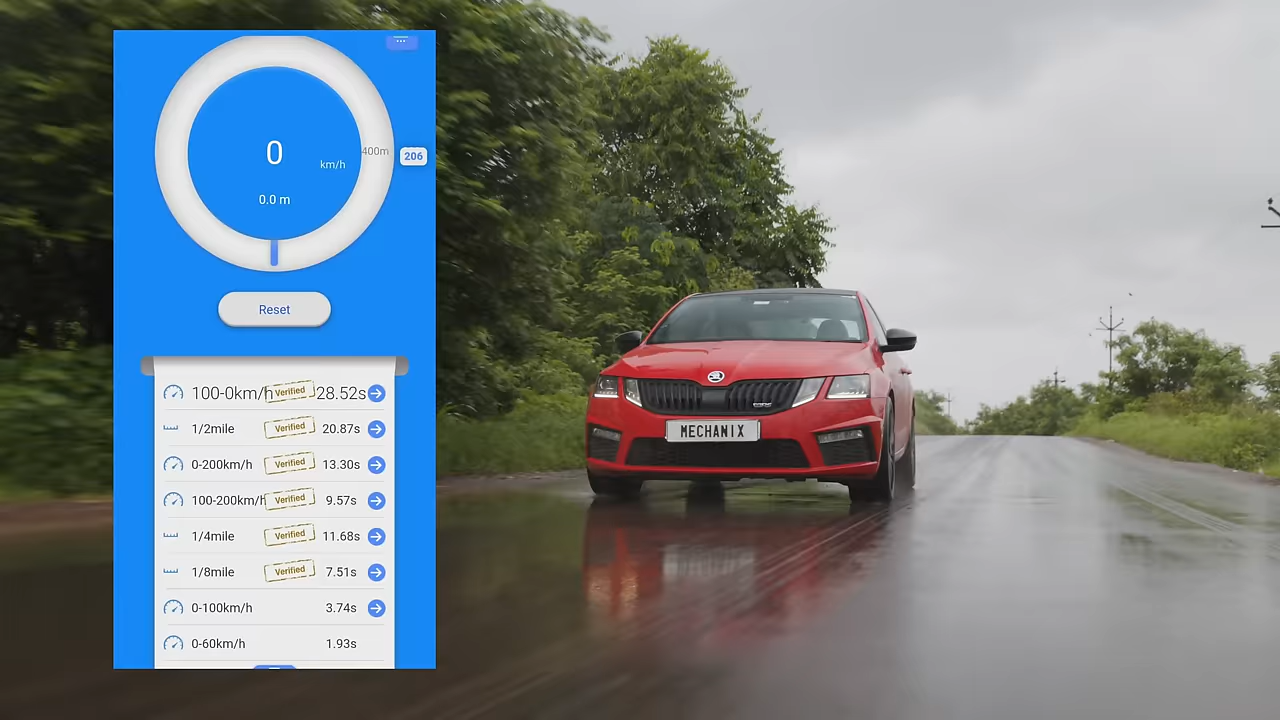 0
km/h
0.0 m
400m
206
Reset
100-0km/h Verified 28.52s
1/2mile Verified 20.87s
0-200km/h Verified 13.30s
100-200km/h Verified 9.57s
1/4mile Verified 11.68s
1/8mile Verified 7.51s
0-100km/h 3.74s
0-60km/h 1.93s
MECHANIX